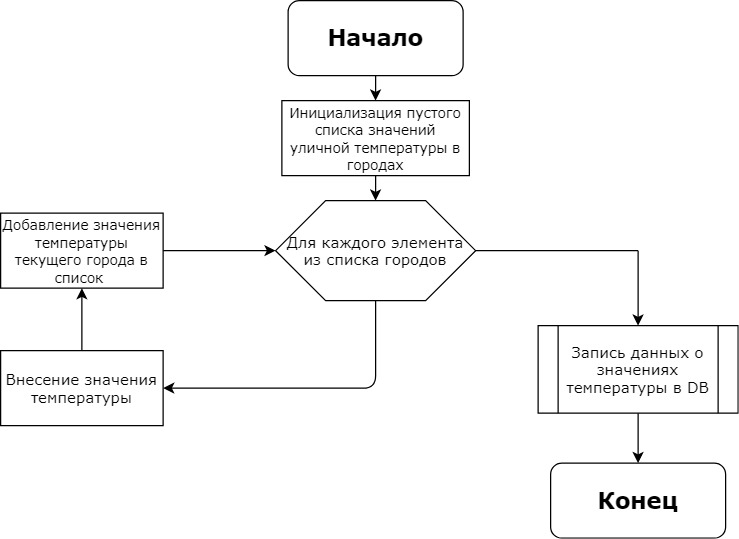 Начало
Инициализация пустого
списка значений
уличной температуры в
городах
Для каждого элемента
из списка городов
Добавление значения
температуры
текущего города в
список
Внесение значения
температуры
Запись данных о
значениях
температуры в DB
Конец